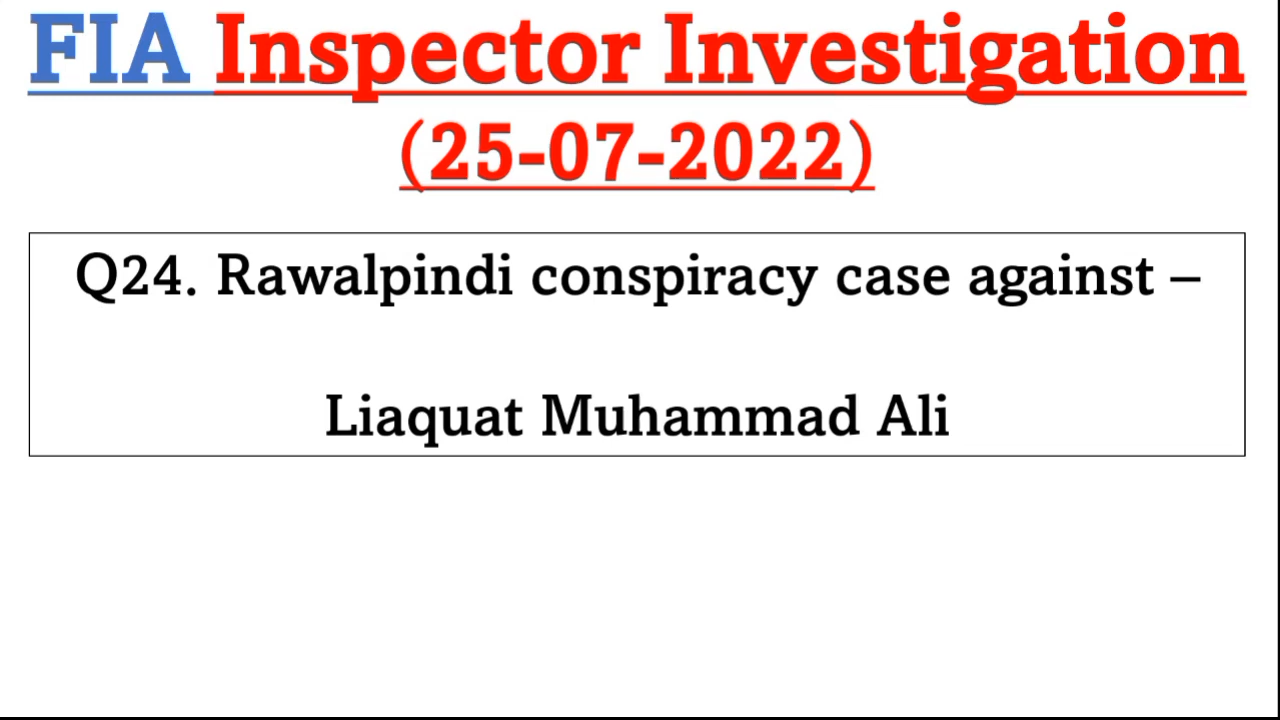 FIA Inspector Investigation
(25-07-2022)
Q24. Rawalpindi conspiracy case against –
Liaquat Muhammad Ali